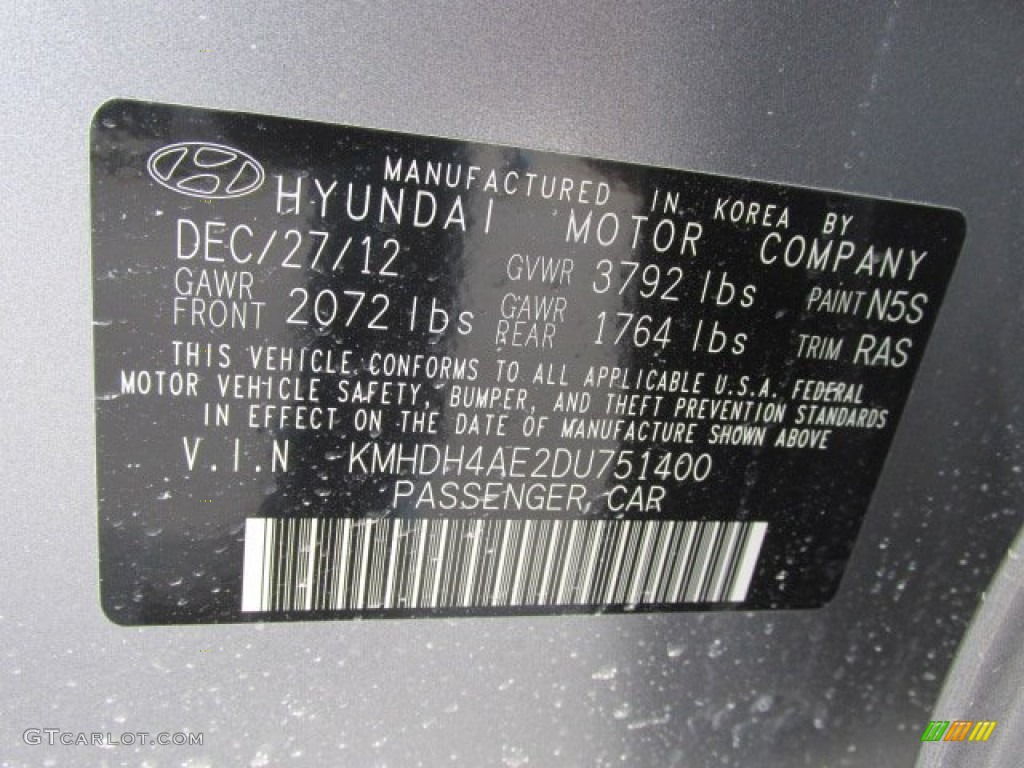 MANUFACTURED IN KOREA BY
HYUNDAI MOTOR COMPANY
DEC/27/12 GVWR 3792 lbs PAINT N5S
GAWR FRONT 2072 lbs GAWR REAR 1764 lbs TRIM RAS
THIS VEHICLE CONFORMS TO ALL APPLICABLE U.S.A. FEDERAL
MOTOR VEHICLE SAFETY, BUMPER, AND THEFT PREVENTION STANDARDS
IN EFFECT ON THE DATE OF MANUFACTURE SHOWN ABOVE
V.I.N KMHDH4AE2DU751400
PASSENGER CAR
GTCARLOT.COM